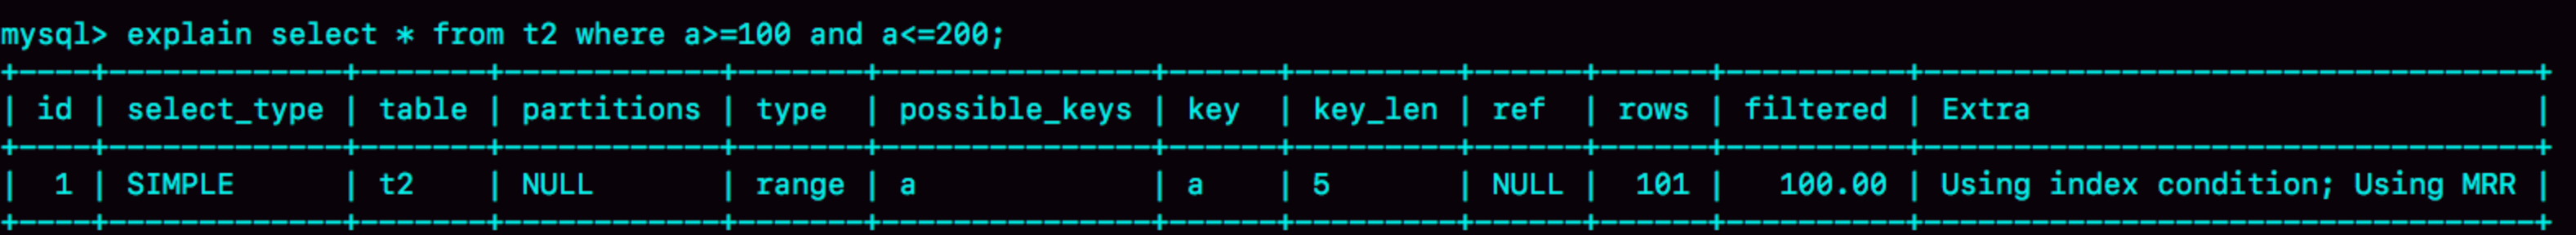 mysql> explain select * from t2 where a>=100 and a<=200;
+----+-------------+-------+------------+-------+---------------+------+---------+------+------+----------+----------------------------------+
| id | select_type | table | partitions | type  | possible_keys | key  | key_len | ref  | rows | filtered | Extra                            |
+----+-------------+-------+------------+-------+---------------+------+---------+------+------+----------+----------------------------------+
|  1 | SIMPLE      | t2    | NULL       | range | a             | a    | 5       | NULL |  101 |   100.00 | Using index condition; Using MRR |
+----+-------------+-------+------------+-------+---------------+------+---------+------+------+----------+----------------------------------+